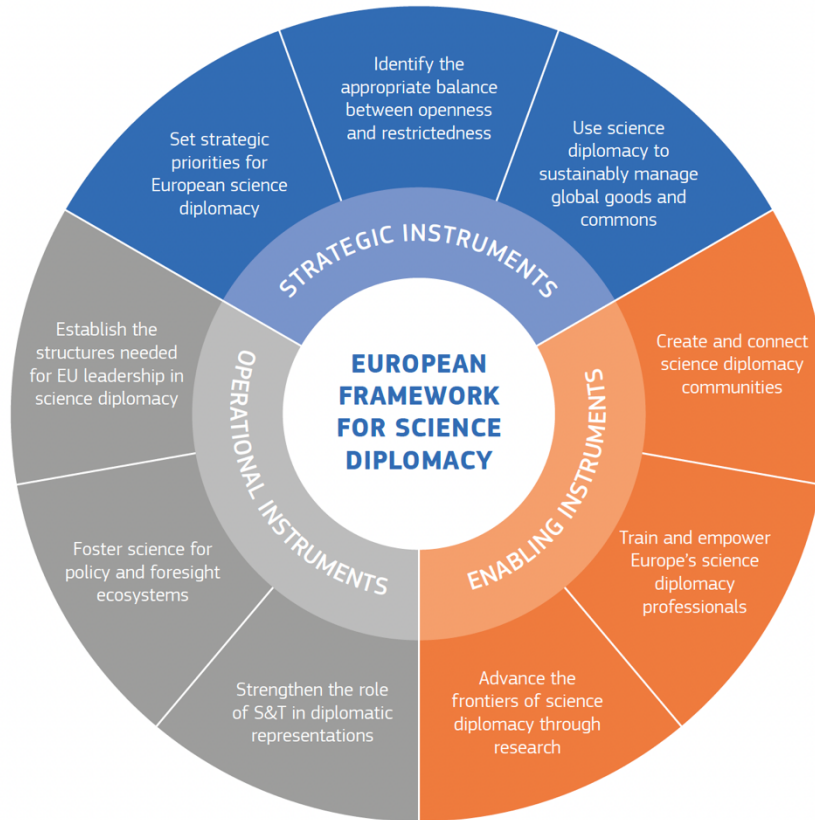 Identify the
appropriate balance
between openness
and restrictedness
Set strategic
priorities for
European science
diplomacy
Use science
diplomacy to
sustainably manage
global goods and
commons
STRATEGIC INSTRUMENTS
Establish the
structures needed
for EU leadership in
science diplomacy
OPERATIONAL INSTRUMENTS
EUROPEAN
FRAMEWORK
FOR SCIENCE
DIPLOMACY
ENABLING INSTRUMENTS
Create and connect
science diplomacy
communities
Foster science for
policy and foresight
ecosystems
Train and empower
Europe's science
diplomacy
professionals
Strengthen the role
of S&T in diplomatic
representations
Advance the
frontiers of science
diplomacy through
research